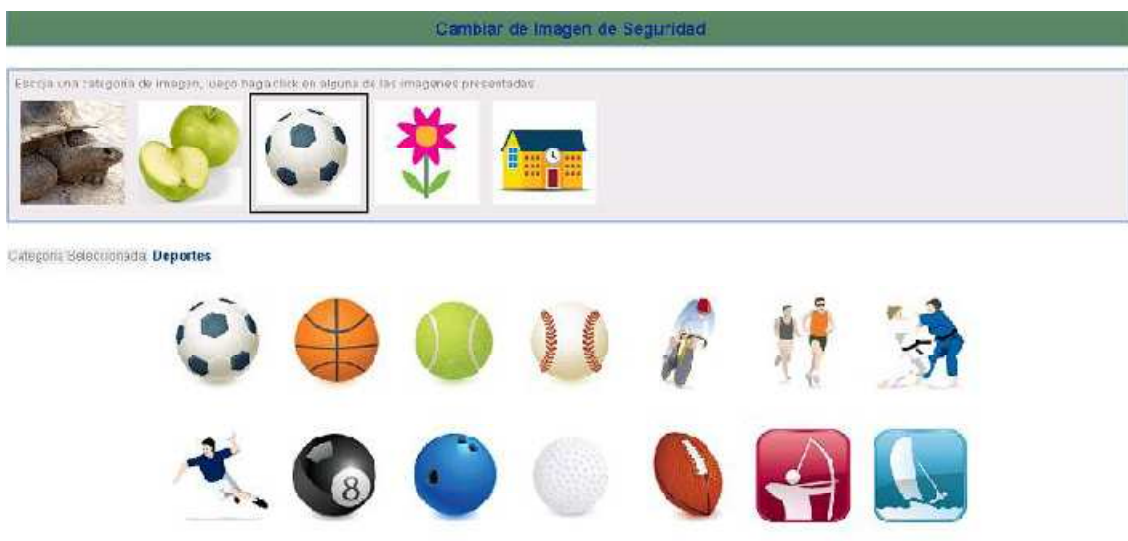 Cambiar de Imagen de Seguridad
Escoja una categoría de imagen, luego haga click en alguna de las imagenes presentadas
Categoría Seleccionada: Deportes
8